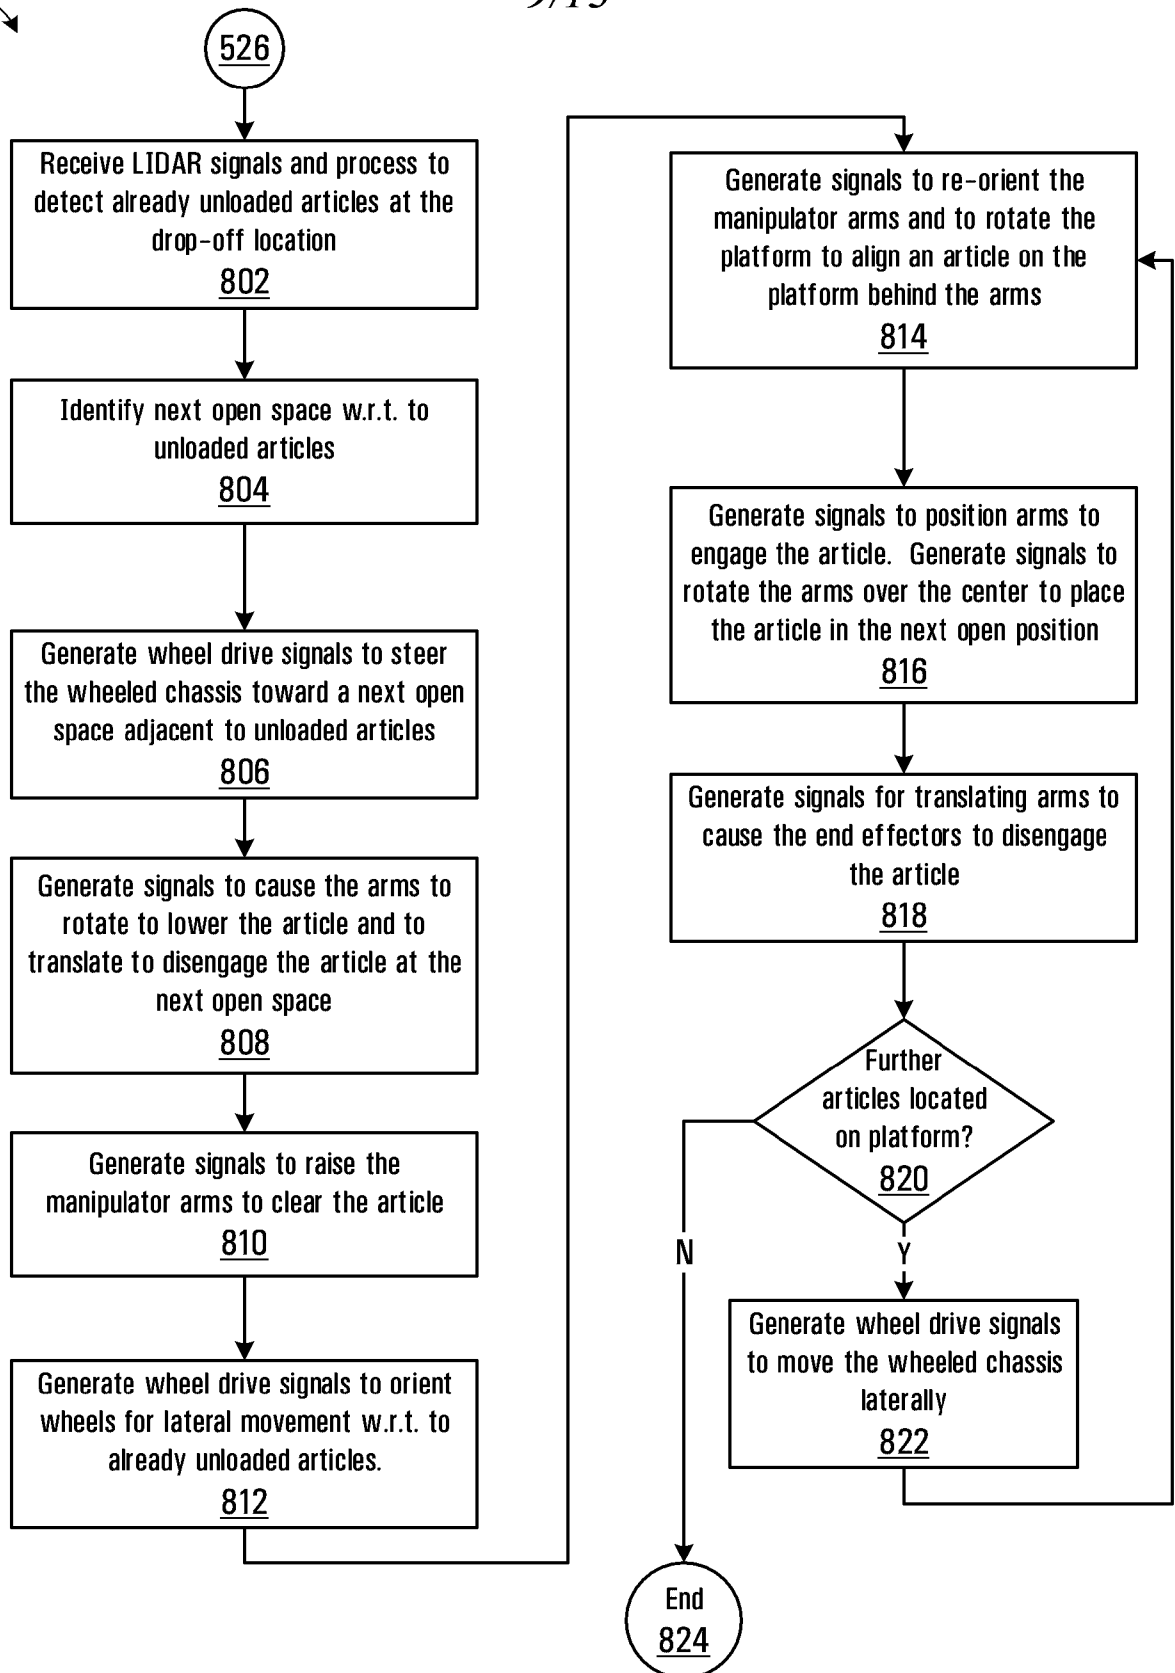 526
Receive LIDAR signals and process to
detect already unloaded articles at the
drop-off location
802
Identify next open space w.r.t. to
unloaded articles
804
Generate wheel drive signals to steer
the wheeled chassis toward a next open
space adjacent to unloaded articles
806
Generate signals to cause the arms to
rotate to lower the article and to
translate to disengage the article at the
next open space
808
Generate signals to raise the
manipulator arms to clear the article
810
Generate wheel drive signals to orient
wheels for lateral movement w.r.t. to
already unloaded articles.
812
Generate signals to re-orient the
manipulator arms and to rotate the
platform to align an article on the
platform behind the arms
814
Generate signals to position arms to
engage the article. Generate signals to
rotate the arms over the center to place
the article in the next open position
816
Generate signals for translating arms to
cause the end effectors to disengage
the article
818
Further
articles located
on platform?
820
N
Y
Generate wheel drive signals
to move the wheeled chassis
laterally
822
End
824